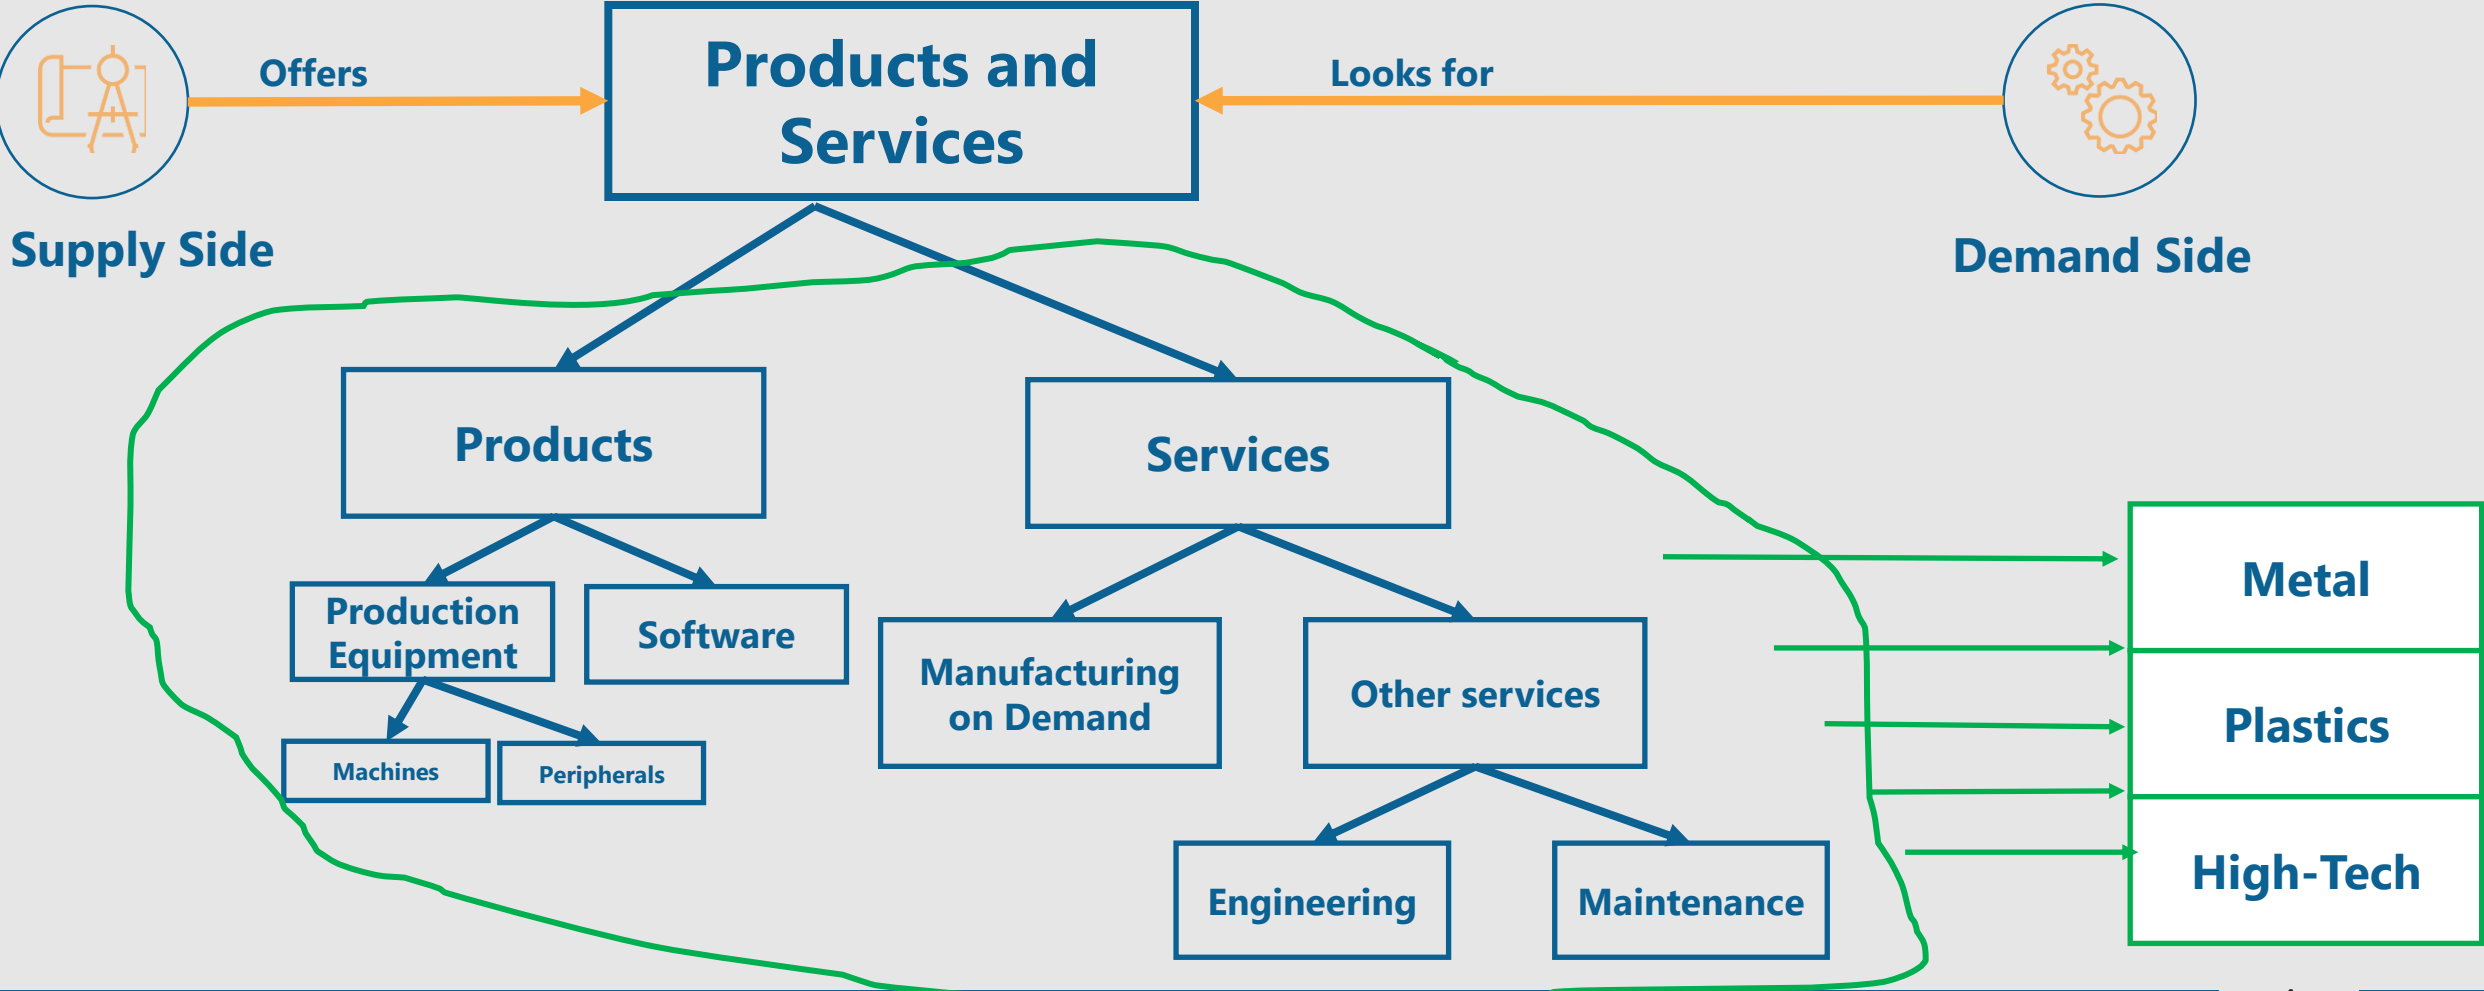 Offers
Products and
Services
Looks for
Supply Side
Demand Side
Products
Services
Production
Equipment
Software
Manufacturing
on Demand
Other services
Machines
Peripherals
Engineering
Maintenance
Metal
Plastics
High-Tech